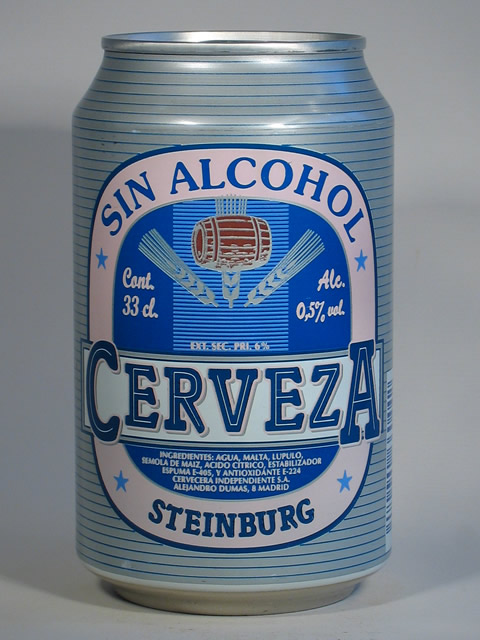 SIN ALCOHOL
Cont.
33 cl.
Alc.
0,5% vol.
EXT. SEC. PRI. 6%
CERVEZA
INGREDIENTES: AGUA, MALTA, LUPULO,
SEMOLA DE MAIZ, ACIDO CÍTRICO, ESTABILIZADOR
ESPUMA E-405, Y ANTIOXIDANTE E-224
CERVECERA INDEPENDIENTE S.A.
ALEJANDRO DUMAS, 8 MADRID
STEINBURG